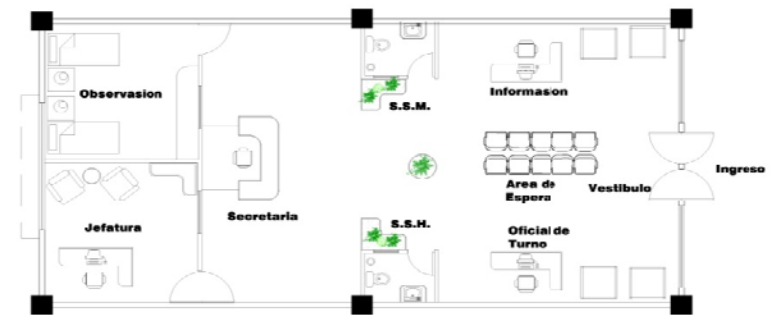 Observasion
Informasion
S.S.M.
Ingreso
Area de
Espera
Vestibulo
Secretaria
S.S.H.
Jefatura
Oficial de
Turno